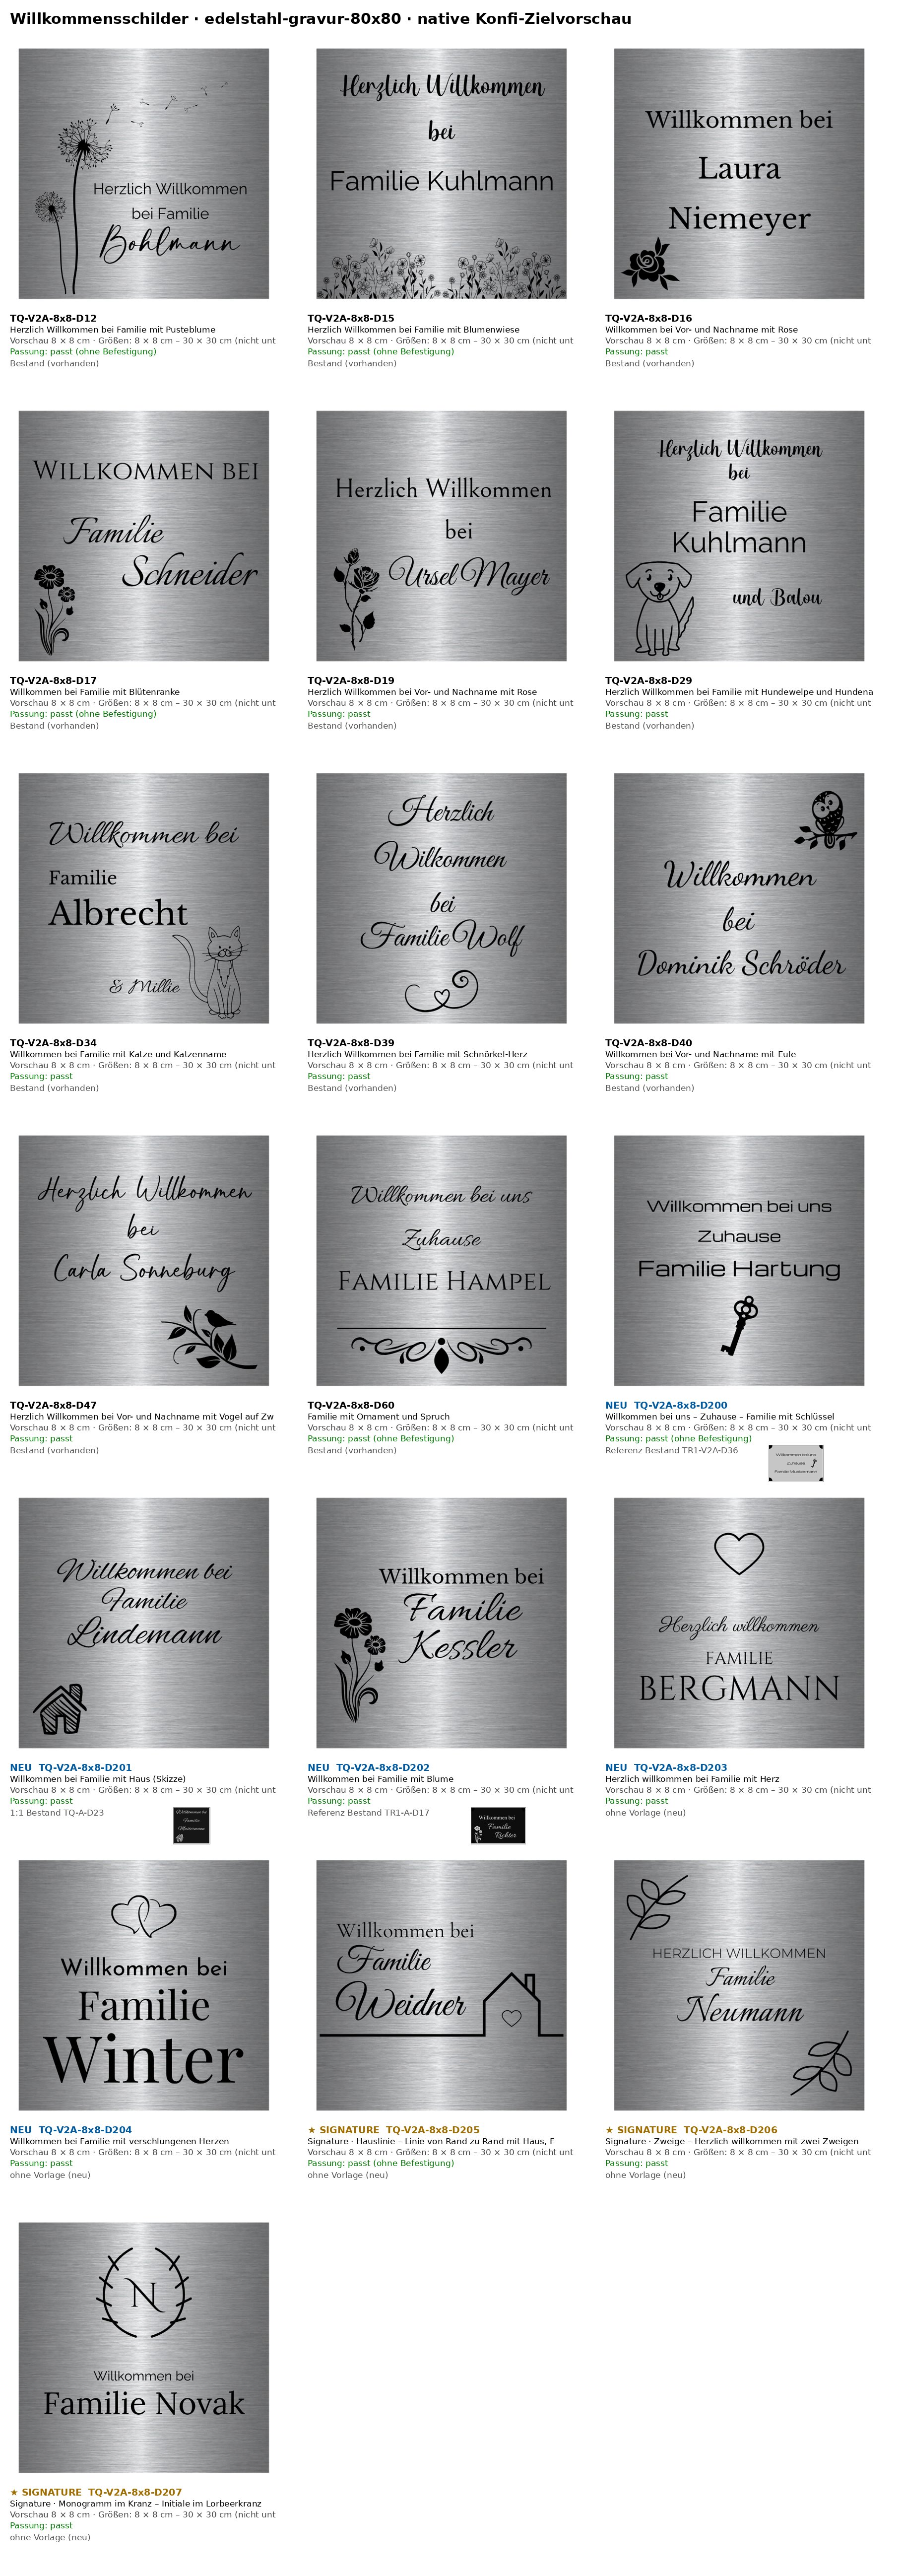 Willkommensschilder · edelstahl-gravur-80x80 · native Konfi-Zielvorschau
Herzlich Willkommen
bei Familie
Bohlmann
TQ-V2A-8x8-D12
Herzlich Willkommen bei Familie mit Pusteblume
Vorschau 8 × 8 cm · Größen: 8 × 8 cm – 30 × 30 cm (nicht unt
Passung: passt (ohne Befestigung)
Bestand (vorhanden)
Herzlich Willkommen
bei
Familie Kuhlmann
TQ-V2A-8x8-D15
Herzlich Willkommen bei Familie mit Blumenwiese
Vorschau 8 × 8 cm · Größen: 8 × 8 cm – 30 × 30 cm (nicht unt
Passung: passt (ohne Befestigung)
Bestand (vorhanden)
Willkommen bei
Laura
Niemeyer
TQ-V2A-8x8-D16
Willkommen bei Vor- und Nachname mit Rose
Vorschau 8 × 8 cm · Größen: 8 × 8 cm – 30 × 30 cm (nicht unt
Passung: passt
Bestand (vorhanden)
Willkommen bei
Familie
Schneider
TQ-V2A-8x8-D17
Willkommen bei Familie mit Blütenranke
Vorschau 8 × 8 cm · Größen: 8 × 8 cm – 30 × 30 cm (nicht unt
Passung: passt (ohne Befestigung)
Bestand (vorhanden)
Herzlich Willkommen
bei
Ursel Mayer
TQ-V2A-8x8-D19
Herzlich Willkommen bei Vor- und Nachname mit Rose
Vorschau 8 × 8 cm · Größen: 8 × 8 cm – 30 × 30 cm (nicht unt
Passung: passt
Bestand (vorhanden)
Herzlich Willkommen
bei
Familie
Kuhlmann
und Balou
TQ-V2A-8x8-D29
Herzlich Willkommen bei Familie mit Hundewelpe und Hundena
Vorschau 8 × 8 cm · Größen: 8 × 8 cm – 30 × 30 cm (nicht unt
Passung: passt
Bestand (vorhanden)
Willkommen bei
Familie
Albrecht
& Millie
TQ-V2A-8x8-D34
Willkommen bei Familie mit Katze und Katzenname
Vorschau 8 × 8 cm · Größen: 8 × 8 cm – 30 × 30 cm (nicht unt
Passung: passt
Bestand (vorhanden)
Herzlich
Wilkommen
bei
Familie Wolf
TQ-V2A-8x8-D39
Herzlich Willkommen bei Familie mit Schnörkel-Herz
Vorschau 8 × 8 cm · Größen: 8 × 8 cm – 30 × 30 cm (nicht unt
Passung: passt
Bestand (vorhanden)
Willkommen
bei
Dominik Schröder
TQ-V2A-8x8-D40
Willkommen bei Vor- und Nachname mit Eule
Vorschau 8 × 8 cm · Größen: 8 × 8 cm – 30 × 30 cm (nicht unt
Passung: passt
Bestand (vorhanden)
Herzlich Willkommen
bei
Carla Sonneburg
TQ-V2A-8x8-D47
Herzlich Willkommen bei Vor- und Nachname mit Vogel auf Zw
Vorschau 8 × 8 cm · Größen: 8 × 8 cm – 30 × 30 cm (nicht unt
Passung: passt
Bestand (vorhanden)
Willkommen bei uns
Zuhause
Familie Hampel
TQ-V2A-8x8-D60
Familie mit Ornament und Spruch
Vorschau 8 × 8 cm · Größen: 8 × 8 cm – 30 × 30 cm (nicht unt
Passung: passt (ohne Befestigung)
Bestand (vorhanden)
Willkommen bei uns
Zuhause
Familie Hartung
NEU TQ-V2A-8x8-D200
Willkommen bei uns – Zuhause – Familie mit Schlüssel
Vorschau 8 × 8 cm · Größen: 8 × 8 cm – 30 × 30 cm (nicht unt
Passung: passt (ohne Befestigung)
Referenz Bestand TR1-V2A-D36
Willkommen bei uns
Zuhause
Familie Mustermann
Willkommen bei
Familie
Lindemann
NEU TQ-V2A-8x8-D201
Willkommen bei Familie mit Haus (Skizze)
Vorschau 8 × 8 cm · Größen: 8 × 8 cm – 30 × 30 cm (nicht unt
Passung: passt
1:1 Bestand TQ-A-D23
Willkommen bei
Familie
Mustermann
Willkommen bei
Familie
Kessler
NEU TQ-V2A-8x8-D202
Willkommen bei Familie mit Blume
Vorschau 8 × 8 cm · Größen: 8 × 8 cm – 30 × 30 cm (nicht unt
Passung: passt
Referenz Bestand TR1-A-D17
Willkommen bei
Familie
Richter
Herzlich willkommen
FAMILIE
BERGMANN
NEU TQ-V2A-8x8-D203
Herzlich willkommen bei Familie mit Herz
Vorschau 8 × 8 cm · Größen: 8 × 8 cm – 30 × 30 cm (nicht unt
Passung: passt
ohne Vorlage (neu)
Willkommen bei
Familie
Winter
NEU TQ-V2A-8x8-D204
Willkommen bei Familie mit verschlungenen Herzen
Vorschau 8 × 8 cm · Größen: 8 × 8 cm – 30 × 30 cm (nicht unt
Passung: passt
ohne Vorlage (neu)
Willkommen bei
Familie
Weidner
★ SIGNATURE TQ-V2A-8x8-D205
Signature · Hauslinie – Linie von Rand zu Rand mit Haus, F
Vorschau 8 × 8 cm · Größen: 8 × 8 cm – 30 × 30 cm (nicht unt
Passung: passt (ohne Befestigung)
ohne Vorlage (neu)
HERZLICH WILLKOMMEN
Familie
Neumann
★ SIGNATURE TQ-V2A-8x8-D206
Signature · Zweige – Herzlich willkommen mit zwei Zweigen
Vorschau 8 × 8 cm · Größen: 8 × 8 cm – 30 × 30 cm (nicht unt
Passung: passt
ohne Vorlage (neu)
N
Willkommen bei
Familie Novak
★ SIGNATURE TQ-V2A-8x8-D207
Signature · Monogramm im Kranz – Initiale im Lorbeerkranz
Vorschau 8 × 8 cm · Größen: 8 × 8 cm – 30 × 30 cm (nicht unt
Passung: passt
ohne Vorlage (neu)